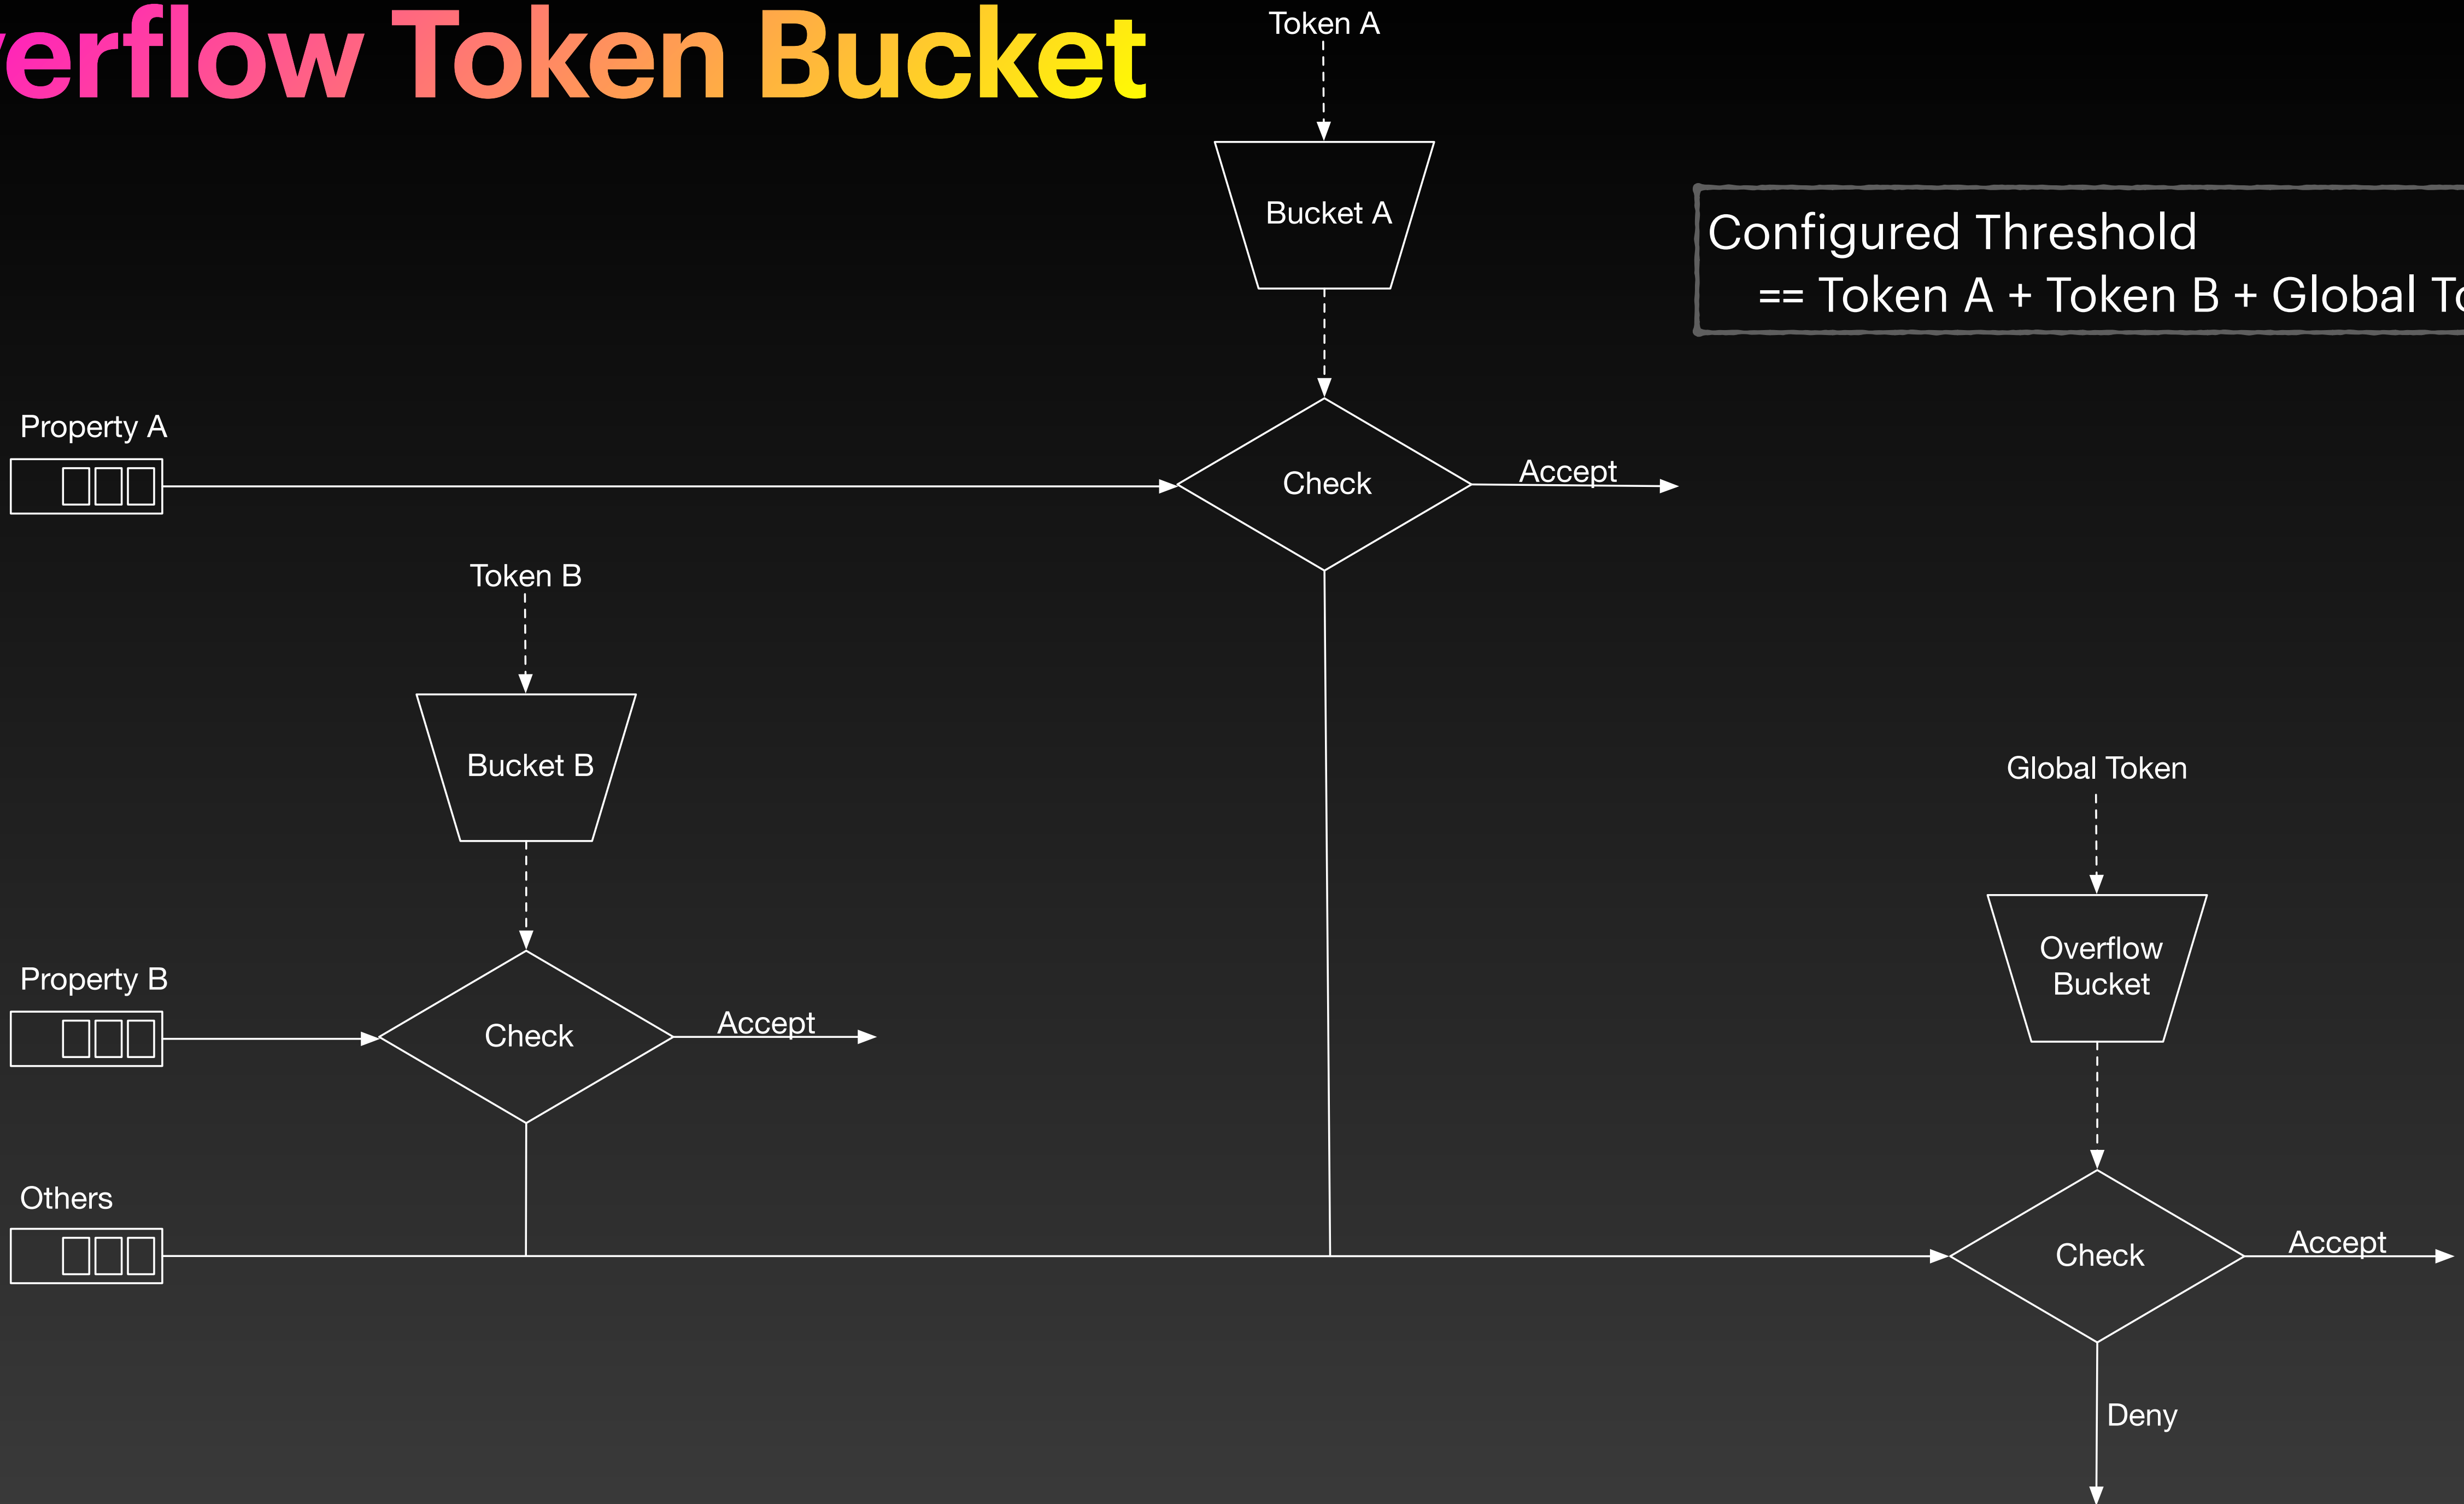 verflow Token Bucket
Token A
Bucket A
Configured Threshold
== Token A + Token B + Global To
Property A
Check
Accept
Token B
Bucket B
Global Token
Overflow
Bucket
Property B
Check
Accept
Others
Check
Accept
Deny